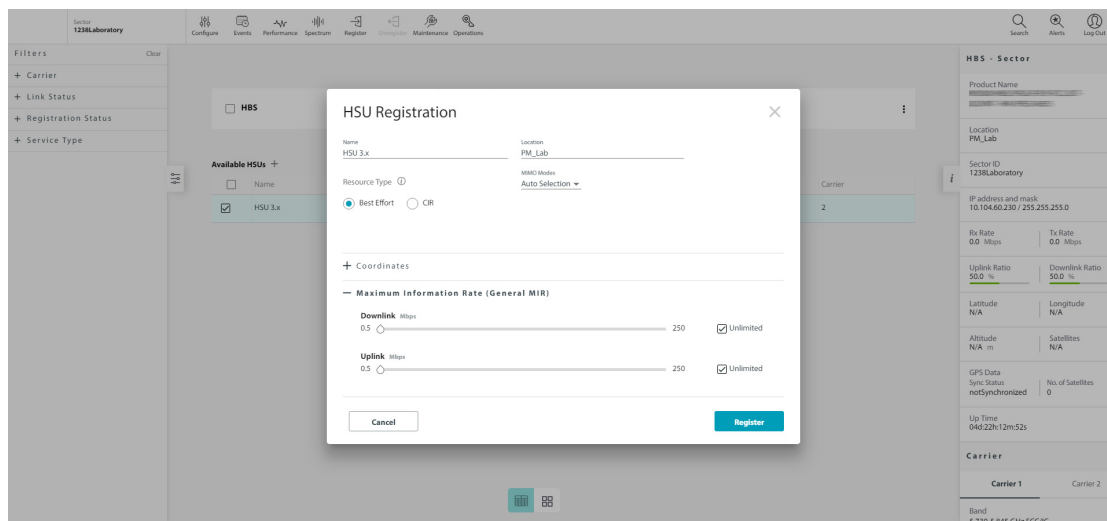 Sector
1238Laboratory
Configure
Events
Performance
Spectrum
Register
Maintenance
Operations
Search
Alerts
Log Out
Filters
Clear
+ Carrier
+ Link Status
+ Registration Status
+ Service Type
HBS
Available HSUs +
Name
Carrier
HSU 3.x
2
HSU Registration
Name
HSU 3.x
Location
PM_Lab
Resource Type
MIMO Modes
Auto Selection
Best Effort
CIR
+ Coordinates
— Maximum Information Rate (General MIR)
Downlink Mbps
0.5
250
Unlimited
Uplink Mbps
0.5
250
Unlimited
Cancel
Register
HBS - Sector
Product Name
Location
PM_Lab
Sector ID
1238Laboratory
i
IP address and mask
10.104.60.230 / 255.255.255.0
Rx Rate
0.0 Mbps
Tx Rate
0.0 Mbps
Uplink Ratio
50.0 %
Downlink Ratio
50.0 %
Latitude
N/A
Longitude
N/A
Altitude
N/A m
Satellites
N/A
GPS Data
Sync Status
notSynchronized
No. of Satellites
0
Up Time
04d:22h:12m:52s
Carrier
Carrier 1
Carrier 2
Band